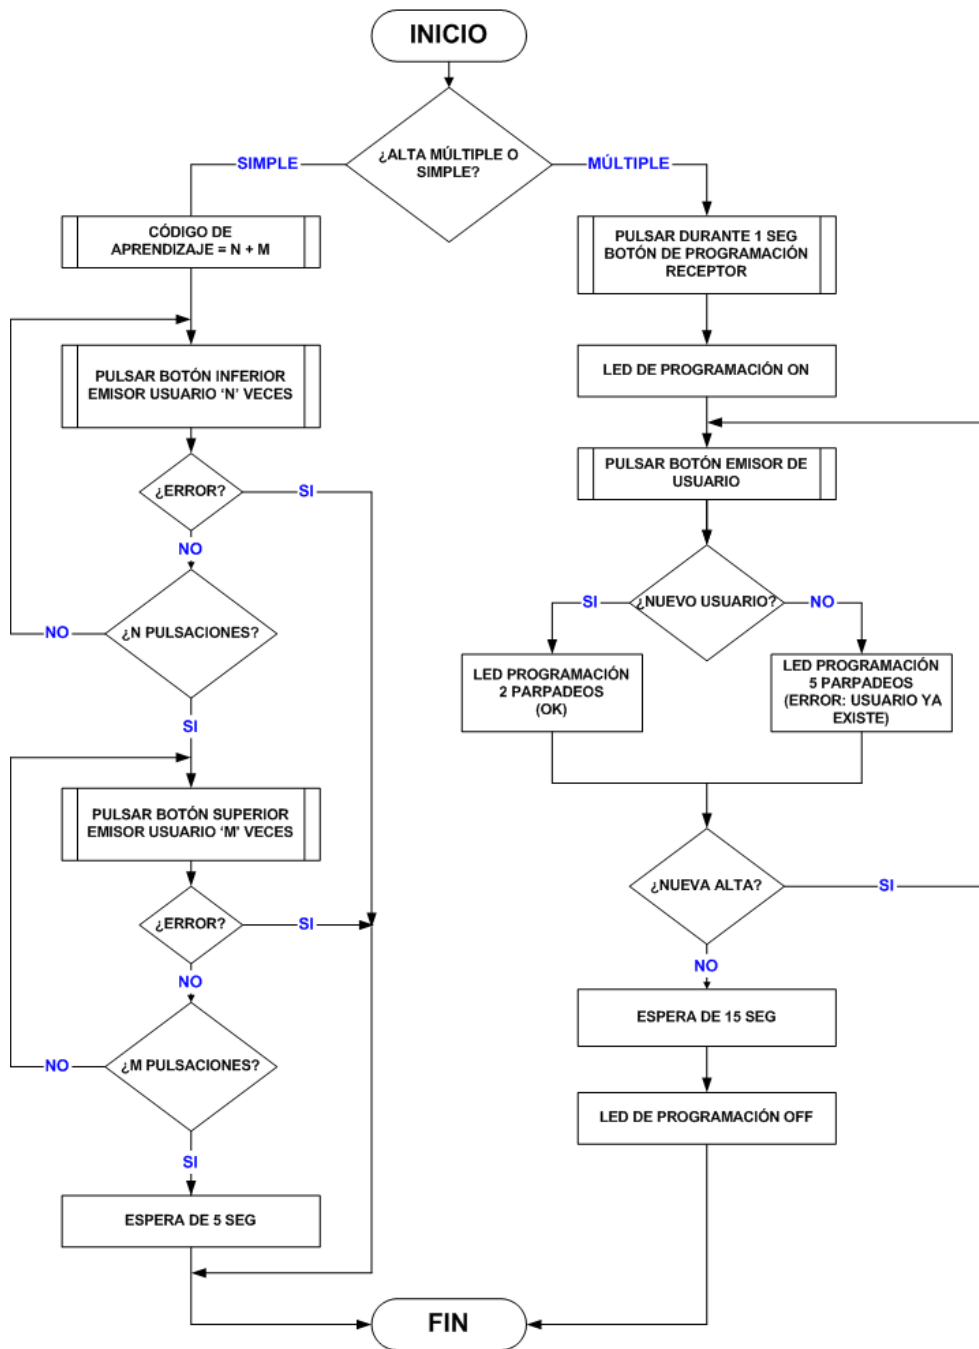 INICIO
¿ALTA MÚLTIPLE O
SIMPLE?
SIMPLE
MÚLTIPLE
CÓDIGO DE
APRENDIZAJE = N + M
PULSAR BOTÓN INFERIOR
EMISOR USUARIO ‘N’ VECES
¿ERROR?
SI
NO
¿N PULSACIONES?
NO
SI
PULSAR BOTÓN SUPERIOR
EMISOR USUARIO ‘M’ VECES
¿ERROR?
SI
NO
¿M PULSACIONES?
NO
SI
ESPERA DE 5 SEG
PULSAR DURANTE 1 SEG
BOTÓN DE PROGRAMACIÓN
RECEPTOR
LED DE PROGRAMACIÓN ON
PULSAR BOTÓN EMISOR DE
USUARIO
¿NUEVO USUARIO?
SI
NO
LED PROGRAMACIÓN
2 PARPADEOS
(OK)
LED PROGRAMACIÓN
5 PARPADEOS
(ERROR: USUARIO YA
EXISTE)
¿NUEVA ALTA?
SI
NO
ESPERA DE 15 SEG
LED DE PROGRAMACIÓN OFF
FIN